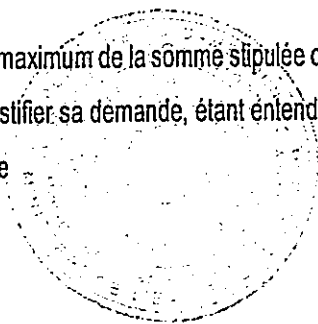 maximum de la somme stipulée
stifier sa demande, étant entend
e